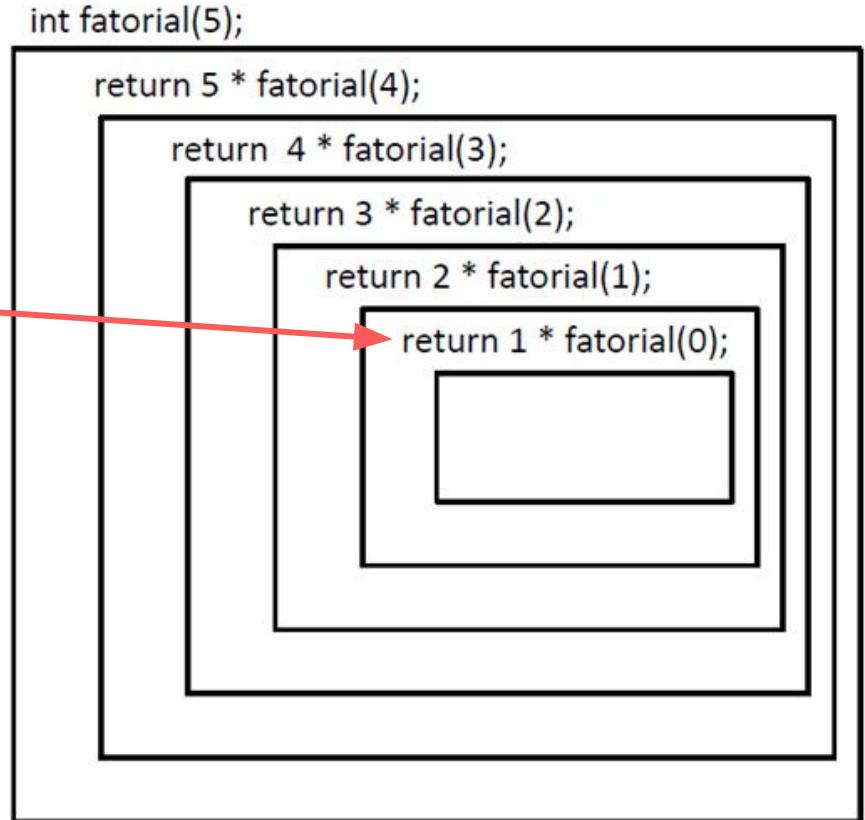 int fatorial(5);
return 5 * fatorial(4);
return 4 * fatorial(3);
return 3 * fatorial(2);
return 2 * fatorial(1);
return 1 * fatorial(0);